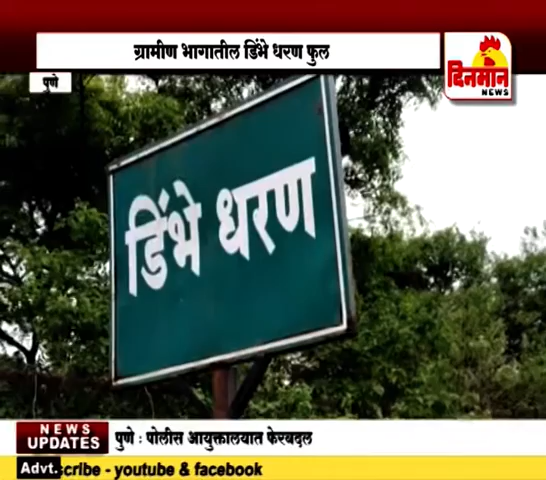 ग्रामीण भागातील डिंभे धरण फुल
दिनमान
NEWS
पुणे
डिंभे धरण
NEWS
UPDATES
पुणे : पोलीस आयुक्तालयात फेरबदल
Advt.
scribe - youtube & facebook